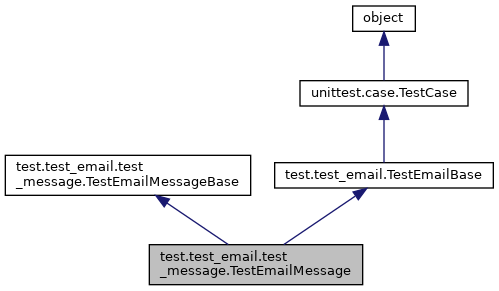 object
unittest.case.TestCase
test.test_email.test
_message.TestEmailMessageBase
test.test_email.TestEmailBase
test.test_email.test
_message.TestEmailMessage